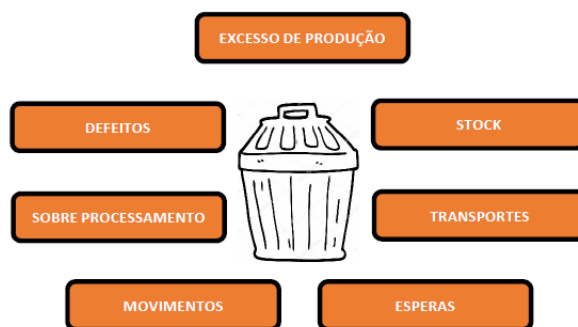 EXCESSO DE PRODUÇÃO
DEFEITOS
STOCK
SOBRE PROCESSAMENTO
TRANSPORTES
MOVIMENTOS
ESPERAS